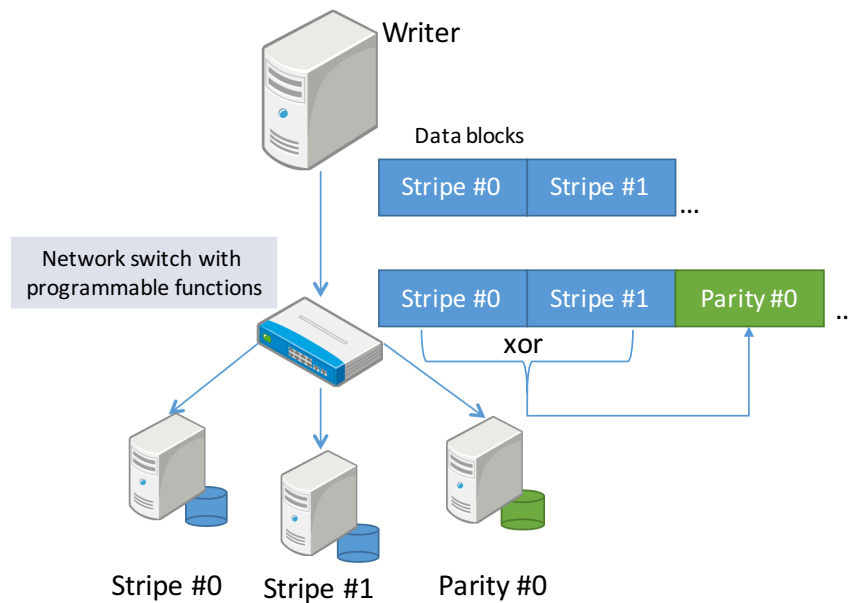 Writer
Data blocks
Stripe #0 Stripe #1 ...
Network switch with
programmable functions
Stripe #0 Stripe #1 Parity #0 ..
xor
Stripe #0 Stripe #1 Parity #0